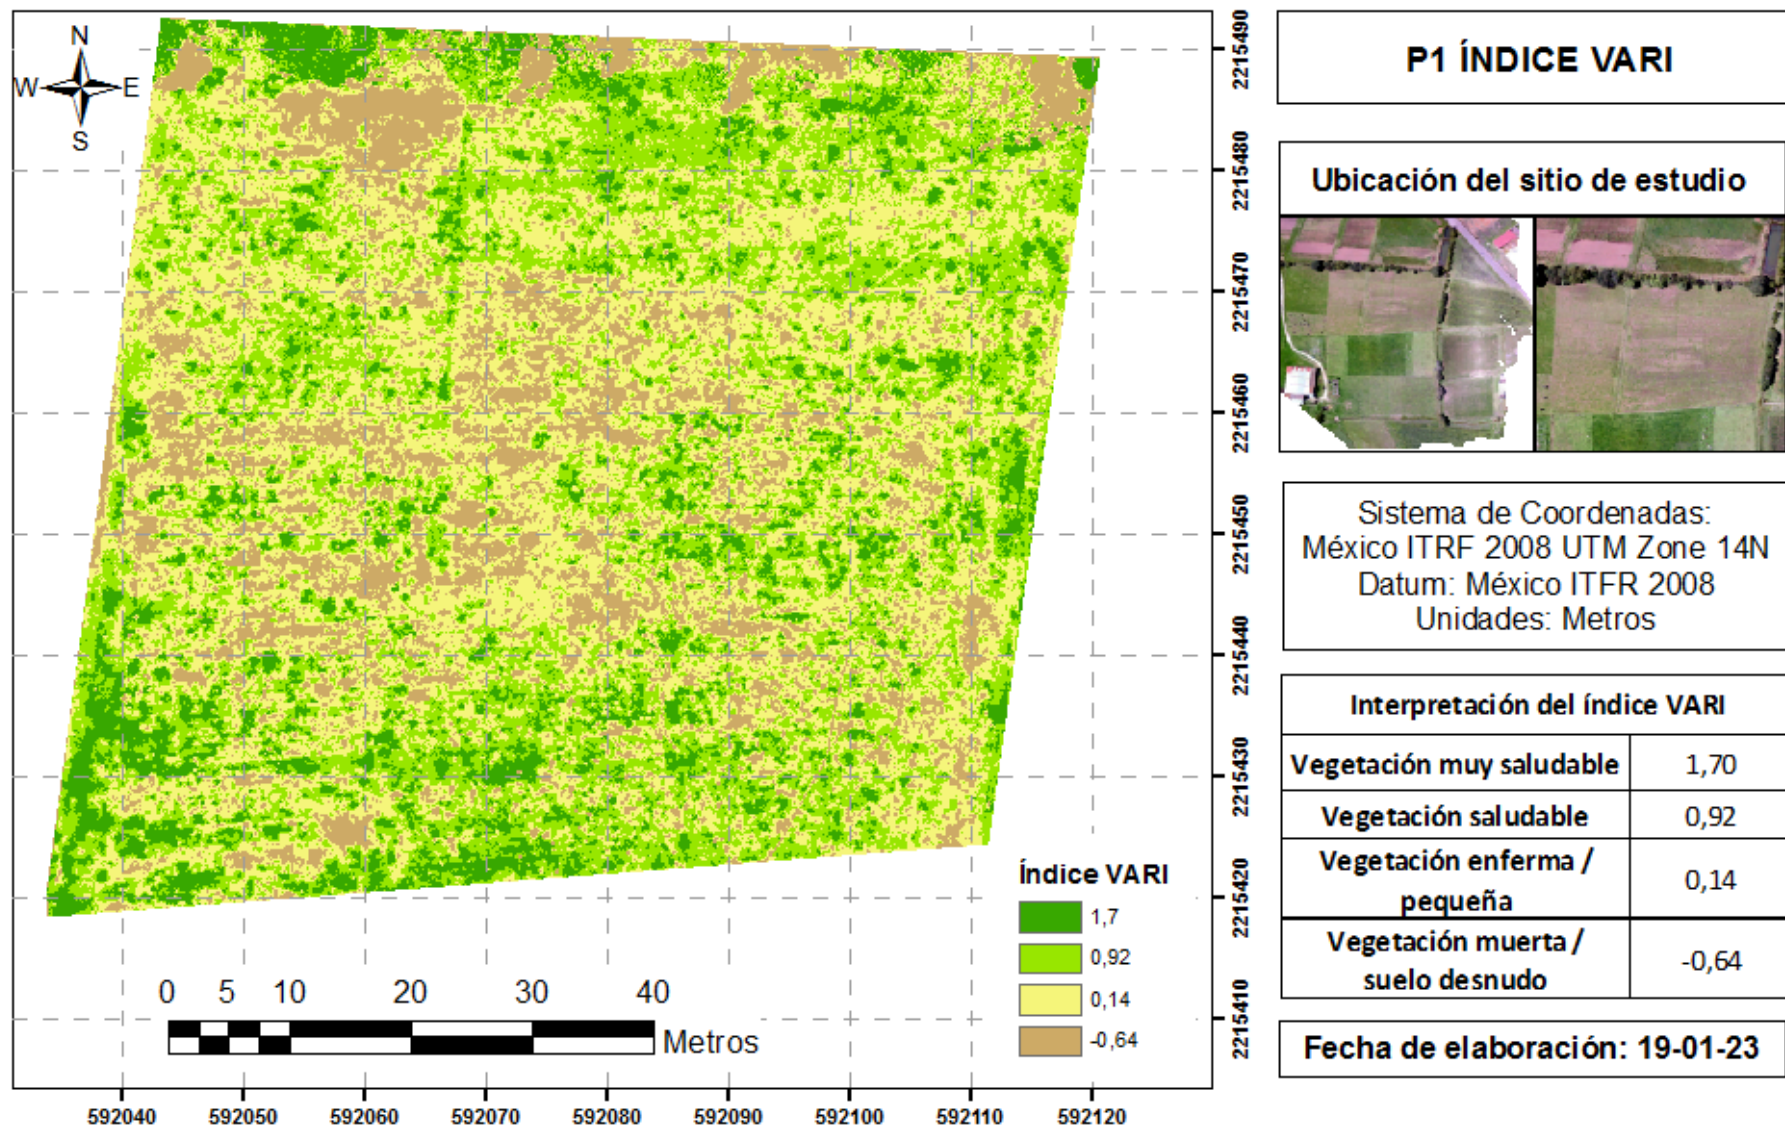 N
W
E
S
2215490
2215480
2215470
2215460
2215450
2215440
2215430
2215420
2215410
592040 592050 592060 592070 592080 592090 592100 592110 592120
0 5 10 20 30 40
Metros
Índice VARI
1,7
0,92
0,14
-0,64
P1 ÍNDICE VARI
Ubicación del sitio de estudio
Sistema de Coordenadas:
México ITRF 2008 UTM Zone 14N
Datum: México ITFR 2008
Unidades: Metros
Interpretación del índice VARI
Vegetación muy saludable 1,70
Vegetación saludable 0,92
Vegetación enferma /
pequeña 0,14
Vegetación muerta /
suelo desnudo -0,64
Fecha de elaboración: 19-01-23